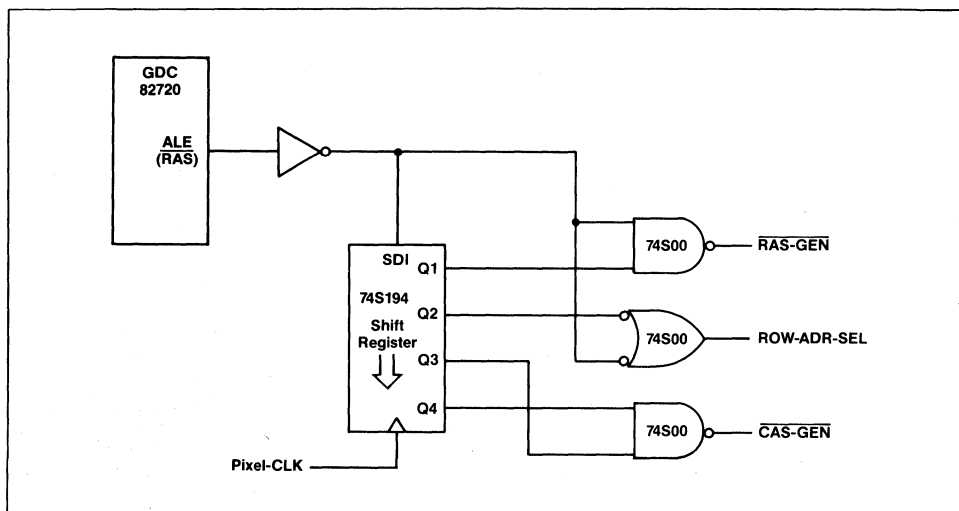 GDC
82720
ALE
(RAS)
SDI
Q1
74S194
Q2
Shift
Register
Q3
Q4
Pixel-CLK
74S00
RAS-GEN
74S00
ROW-ADR-SEL
74S00
CAS-GEN